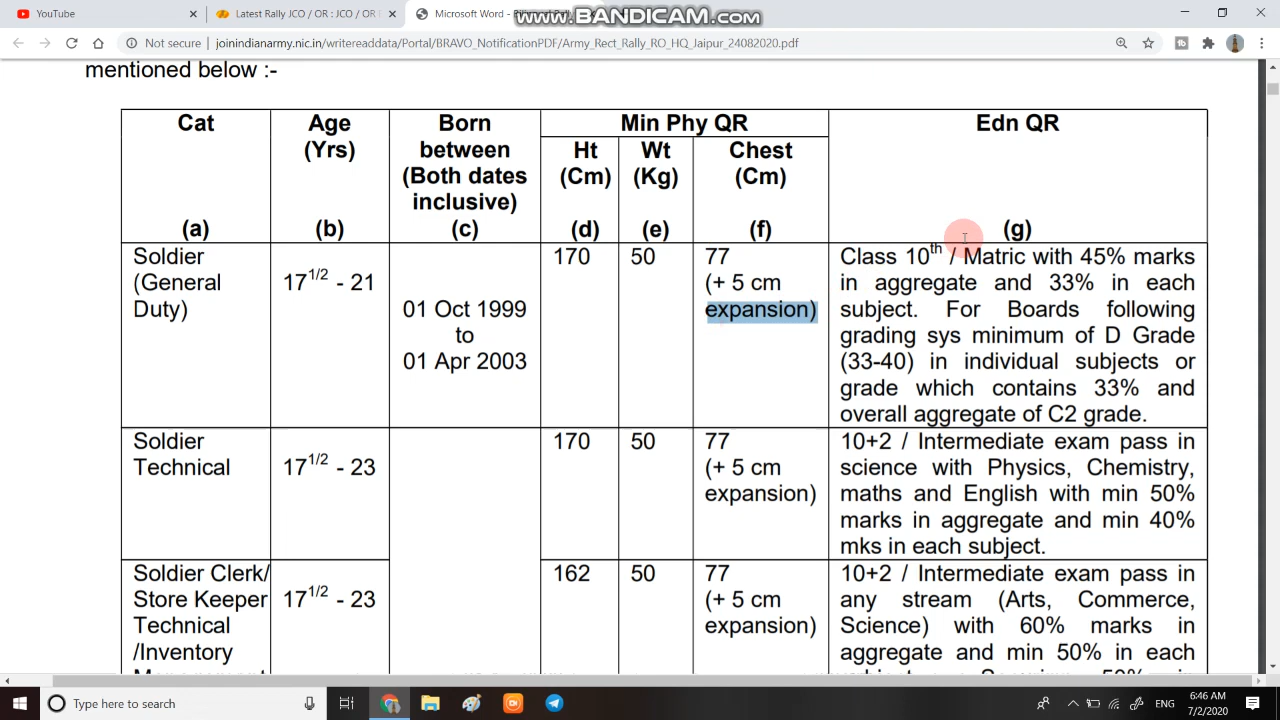 YouTube
Latest Rally JCO / OR : JCO / OR E
Microsoft Word -
www.BANDICAM.com
Not secure
joinindianarmy.nic.in/writereaddata/Portal/BRAVO_NotificationPDF/Army_Rect_Rally_RO_HQ_Jaipur_24082020.pdf
mentioned below :-
Cat
(a)
Age
(Yrs)
(b)
Born
between
(Both dates
inclusive)
(c)
Min Phy QR
Ht
(Cm)
(d)
Wt
(Kg)
(e)
Chest
(Cm)
(f)
Edn QR
(g)
Soldier
(General
Duty)
17 1/2 - 21
01 Oct 1999
to
01 Apr 2003
170
50
77
(+ 5 cm
expansion)
Class 10th / Matric with 45% marks
in aggregate and 33% in each
subject. For Boards following
grading sys minimum of D Grade
(33-40) in individual subjects or
grade which contains 33% and
overall aggregate of C2 grade.
Soldier
Technical
17 1/2 - 23
170
50
77
(+ 5 cm
expansion)
10+2 / Intermediate exam pass in
science with Physics, Chemistry,
maths and English with min 50%
marks in aggregate and min 40%
mks in each subject.
Soldier Clerk/
Store Keeper
Technical
/Inventory
17 1/2 - 23
162
50
77
(+ 5 cm
expansion)
10+2 / Intermediate exam pass in
any stream (Arts, Commerce,
Science) with 60% marks in
aggregate and min 50% in each
Type here to search
ENG
6:46 AM
7/2/2020